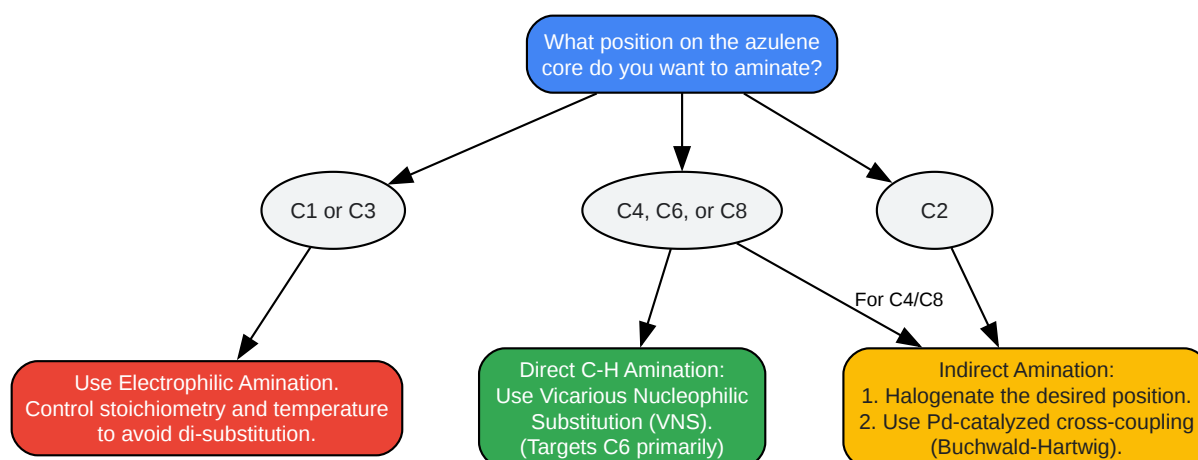 What position on the azulene
core do you want to aminate?
C1 or C3
C4, C6, or C8
C2
For C4/C8
Use Electrophilic Amination.
Control stoichiometry and temperature
to avoid di-substitution.
Direct C-H Amination:
Use Vicarious Nucleophilic
Substitution (VNS).
(Targets C6 primarily)
Indirect Amination:
1. Halogenate the desired position.
2. Use Pd-catalyzed cross-coupling
(Buchwald-Hartwig).